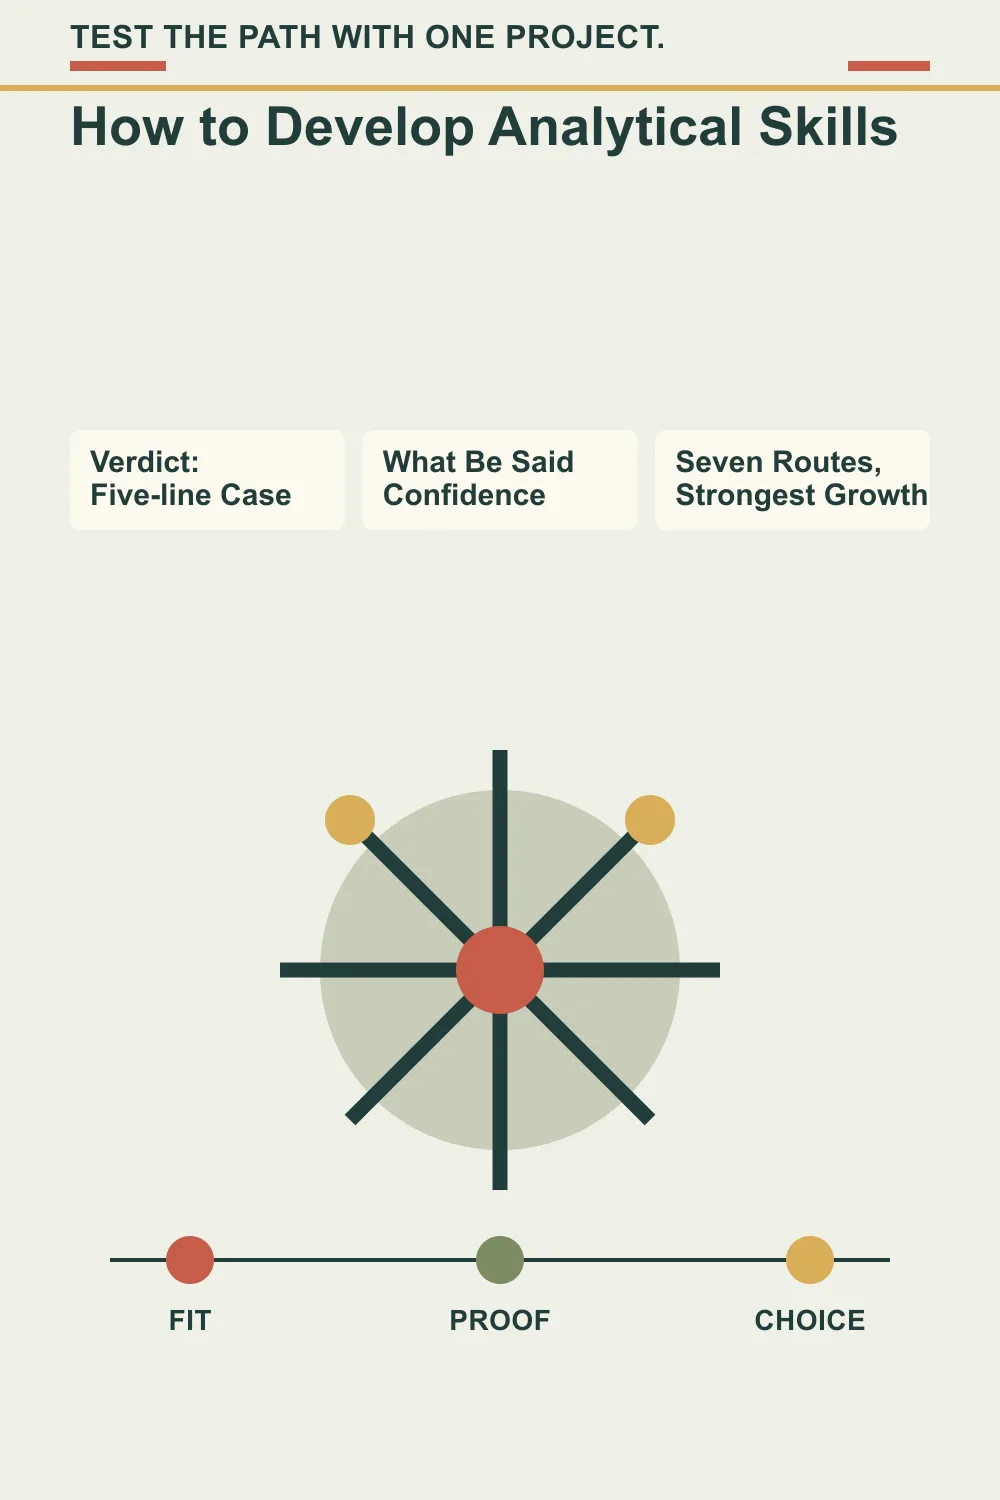 TEST THE PATH WITH ONE PROJECT.
How to Develop Analytical Skills
Verdict:
Five-line Case
What Be Said
Confidence
Seven Routes,
Strongest Growth
FIT
PROOF
CHOICE